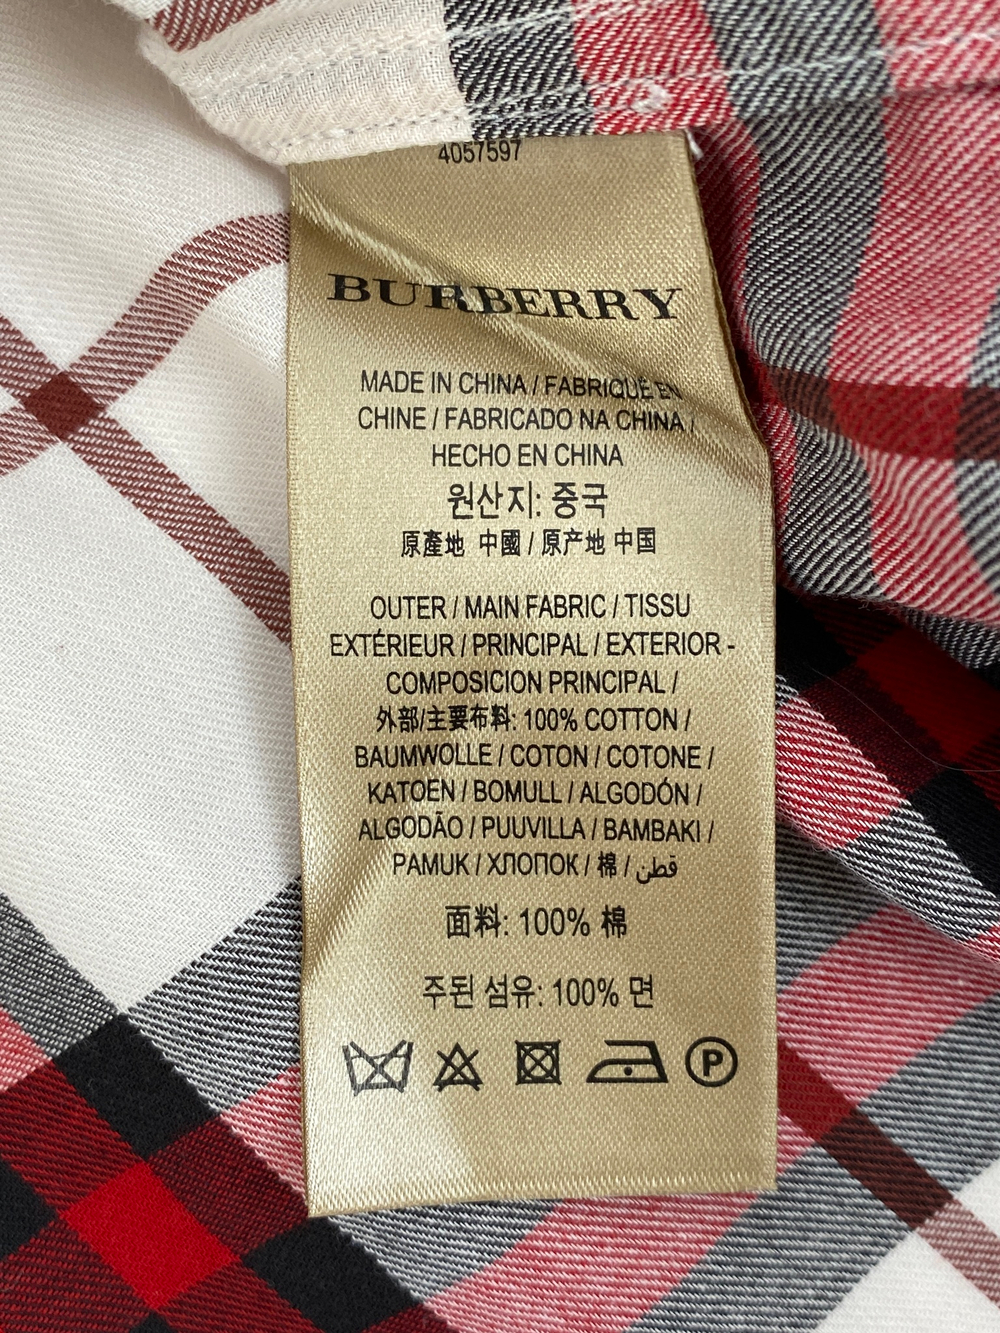 4057597
BURBERRY
MADE IN CHINA / FABRIQUÉ EN
CHINE / FABRICADO NA CHINA /
HECHO EN CHINA
원산지: 중국
原產地 中國 / 原产地 中国
OUTER / MAIN FABRIC / TISSU
EXTÉRIEUR / PRINCIPAL / EXTERIOR -
COMPOSICION PRINCIPAL /
外部/主要布料: 100% COTTON /
BAUMWOLLE / COTON / COTONE /
KATOEN / BOMULL / ALGODÓN /
ALGODÃO / PUUVILLA / BAMBAKI /
PAMUK / ХЛОПОК / 棉 / قطن
面料: 100% 棉
주된 섬유: 100% 면
P